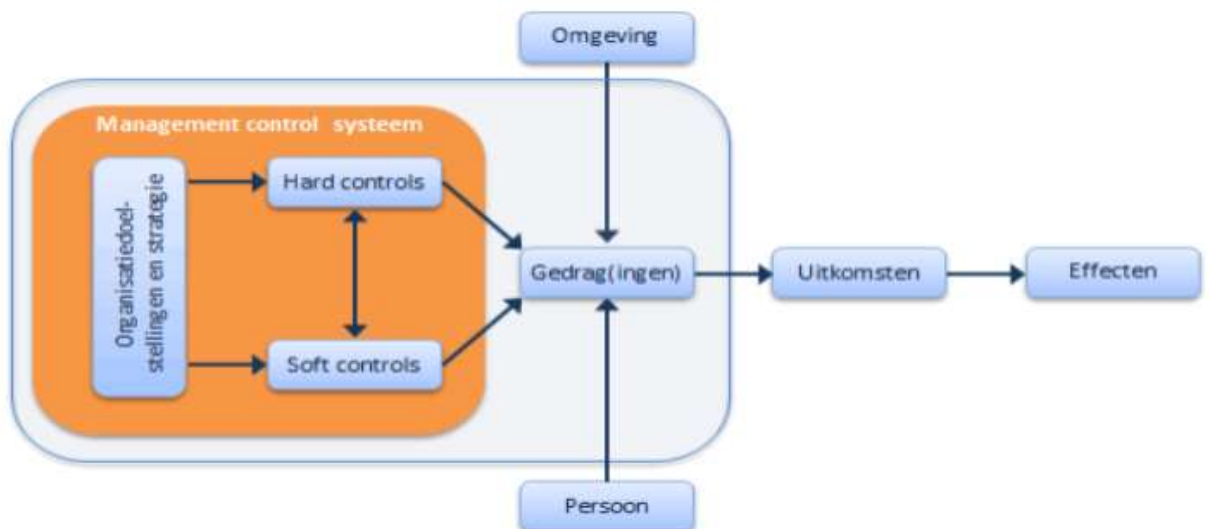 Omgeving
Management control systeem
Organisatiedoel-
stellingen en strategie
Hard controls
Soft controls
Gedrag(ingen)
Uitkomsten
Effecten
Persoon